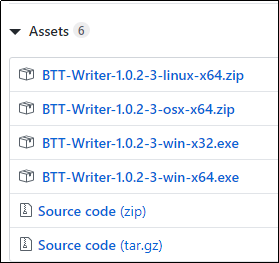 Assets 6
BTT-Writer-1.0.2-3-linux-x64.zip
BTT-Writer-1.0.2-3-osx-x64.zip
BTT-Writer-1.0.2-3-win-x32.exe
BTT-Writer-1.0.2-3-win-x64.exe
Source code (zip)
Source code (tar.gz)